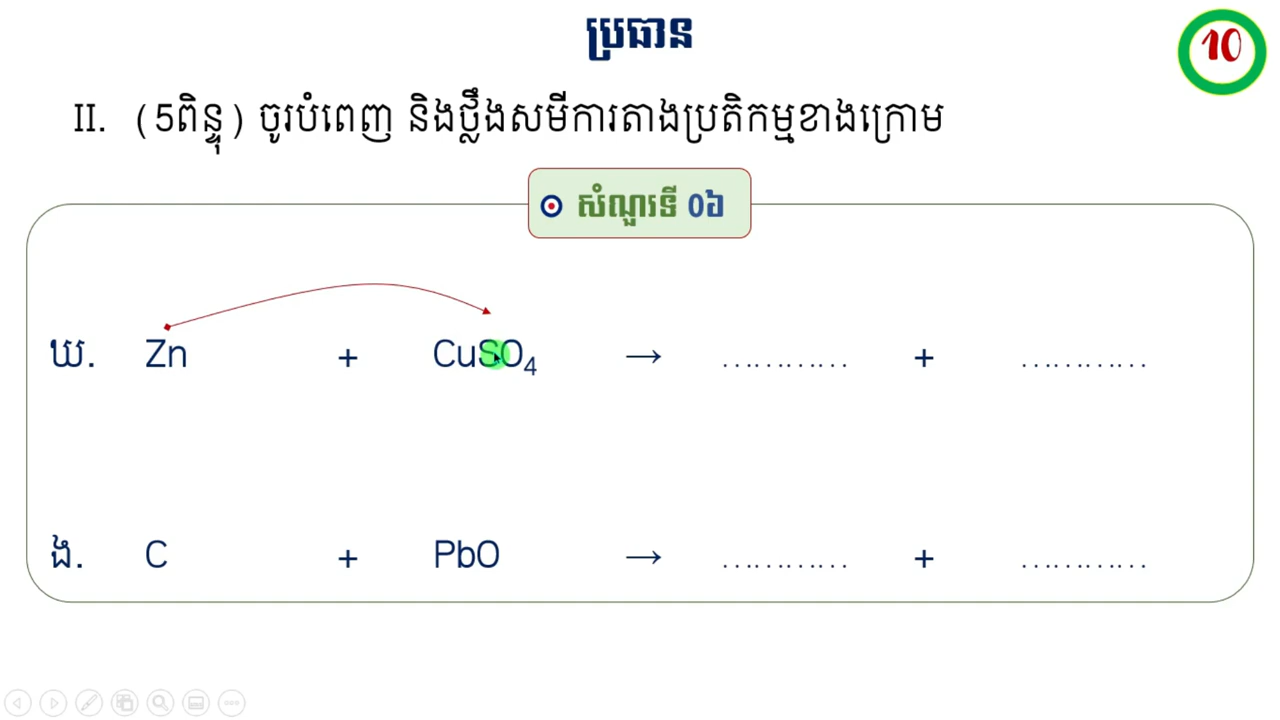 ប្រធាន
10
II. (5ពិន្ទុ) ចូរបំពេញ និងថ្លឹងសមីការតាងប្រតិកម្មខាងក្រោម
សំណួរទី 0៦
ឃ. Zn + CuSO₄ → ………… + …………
ង. C + PbO → ………… + …………